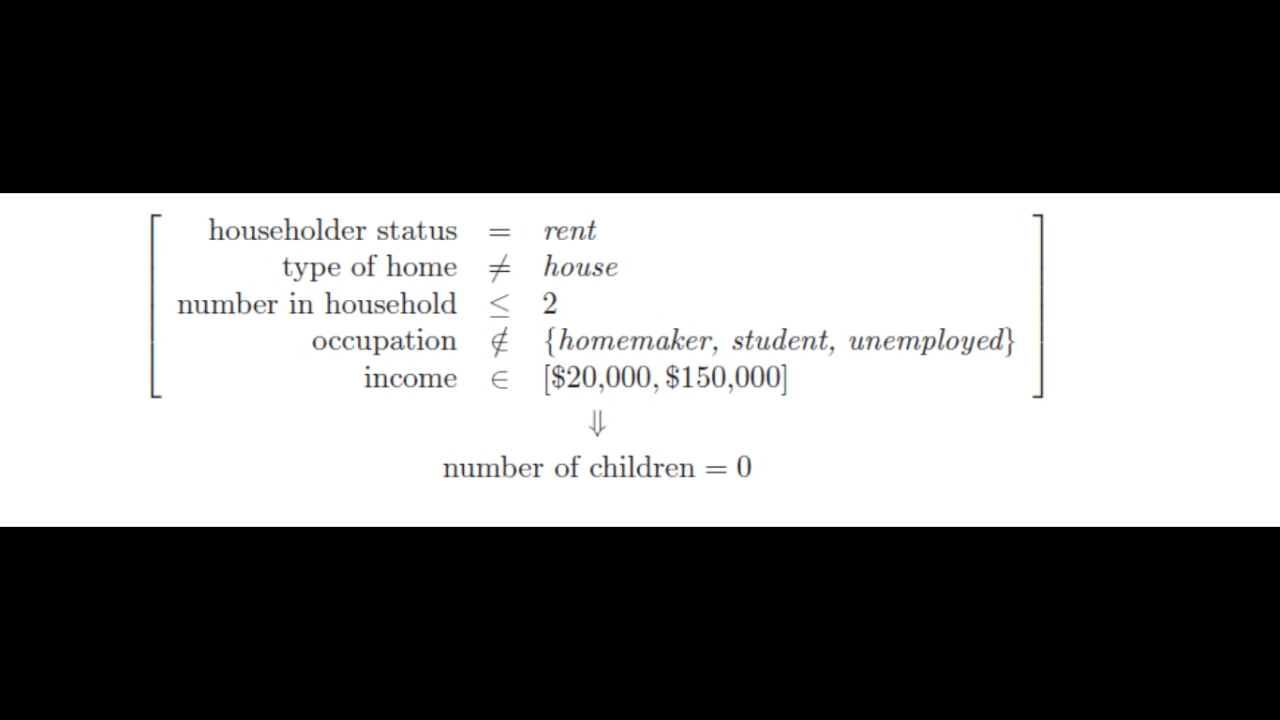 householder status = rent
type of home ≠ house
number in household ≤ 2
occupation ∉ {homemaker, student, unemployed}
income ∈ [$20,000, $150,000]
⇓
number of children = 0